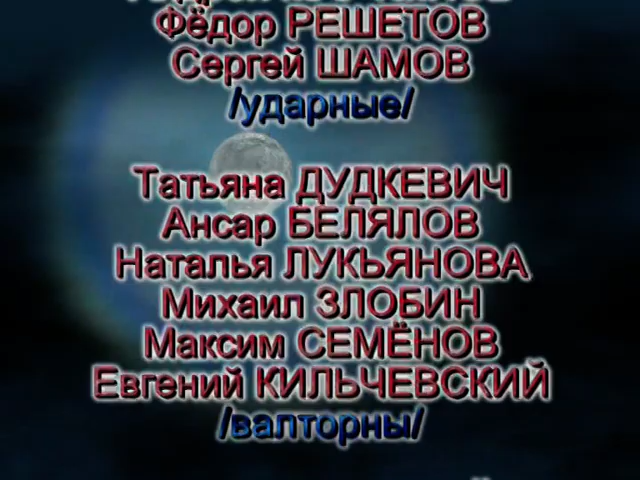 Фёдор РЕШЕТОВ
Сергей ШАМОВ
/ударные/
Татьяна ДУДКЕВИЧ
Ансар БЕЛЯЛОВ
Наталья ЛУКЬЯНОВА
Михаил ЗЛОБИН
Максим СЕМЁНОВ
Евгений КИЛЬЧЕВСКИЙ
/валторны/